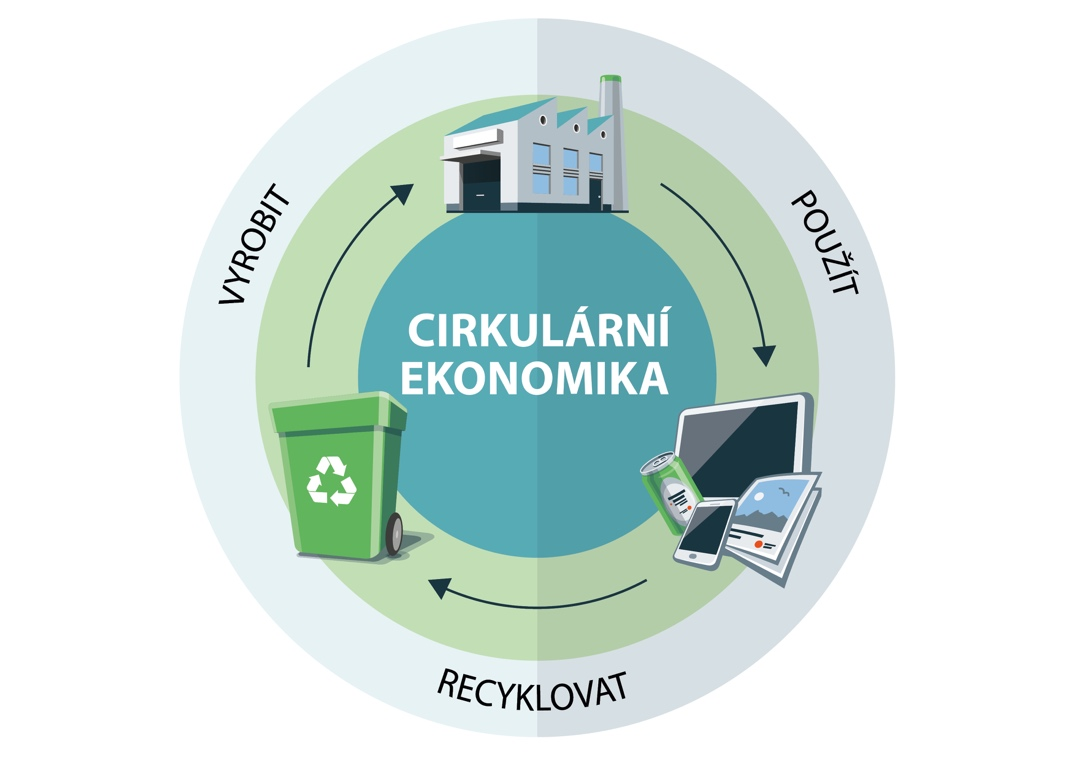 CIRKULÁRNÍ
EKONOMIKA
VYROBIT
POUŽÍT
RECYKLOVAT